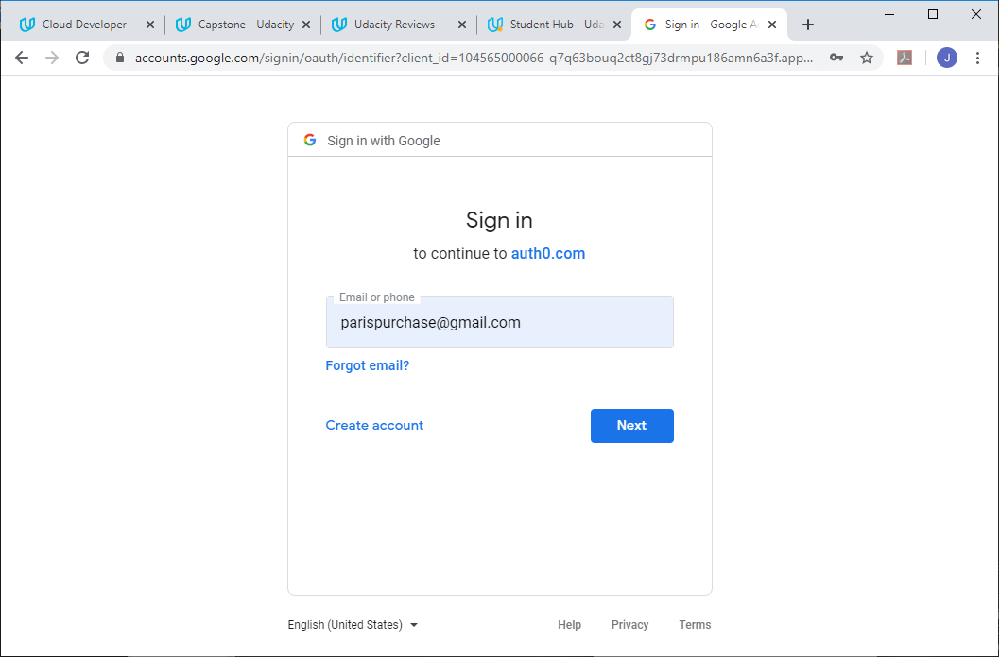 Cloud Developer -
Capstone - Udacity
Udacity Reviews
Student Hub - Uda
Sign in - Google Ac
accounts.google.com/signin/oauth/identifier?client_id=104565000066-q7q63bouq2ct8gj73drmpu186amn6a3f.app...
J
Sign in with Google
Sign in
to continue to auth0.com
Email or phone
parispurchase@gmail.com
Forgot email?
Create account
Next
English (United States)
Help
Privacy
Terms